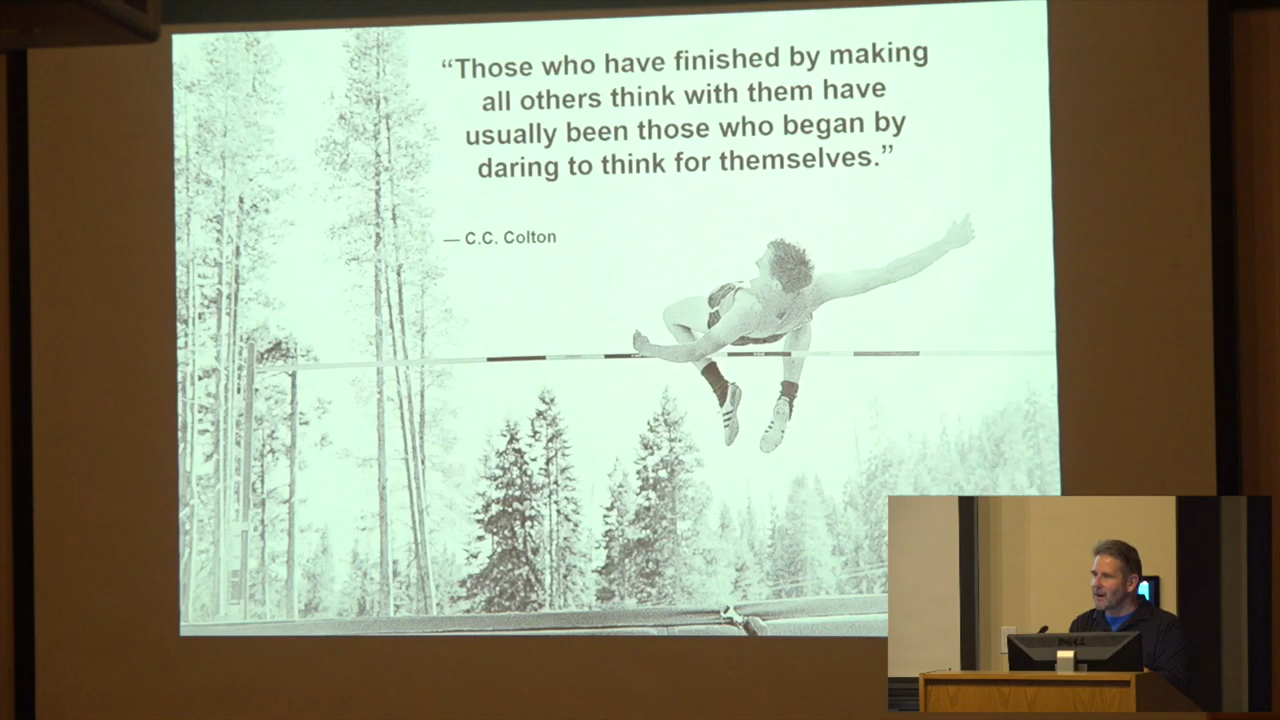 “Those who have finished by making
all others think with them have
usually been those who began by
daring to think for themselves.”
— C.C. Colton
DELL